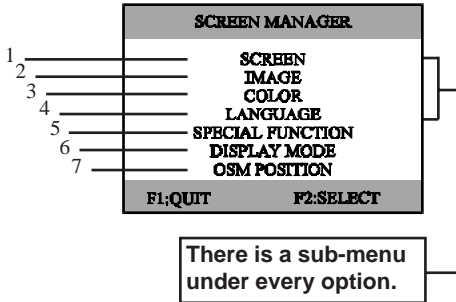 SCREEN MANAGER
1 SCREEN
2 IMAGE
3 COLOR
4 LANGUAGE
5 SPECIAL FUNCTION
6 DISPLAY MODE
7 OSM POSITION
F1;QUIT F2:SELECT
There is a sub-menu
under every option.